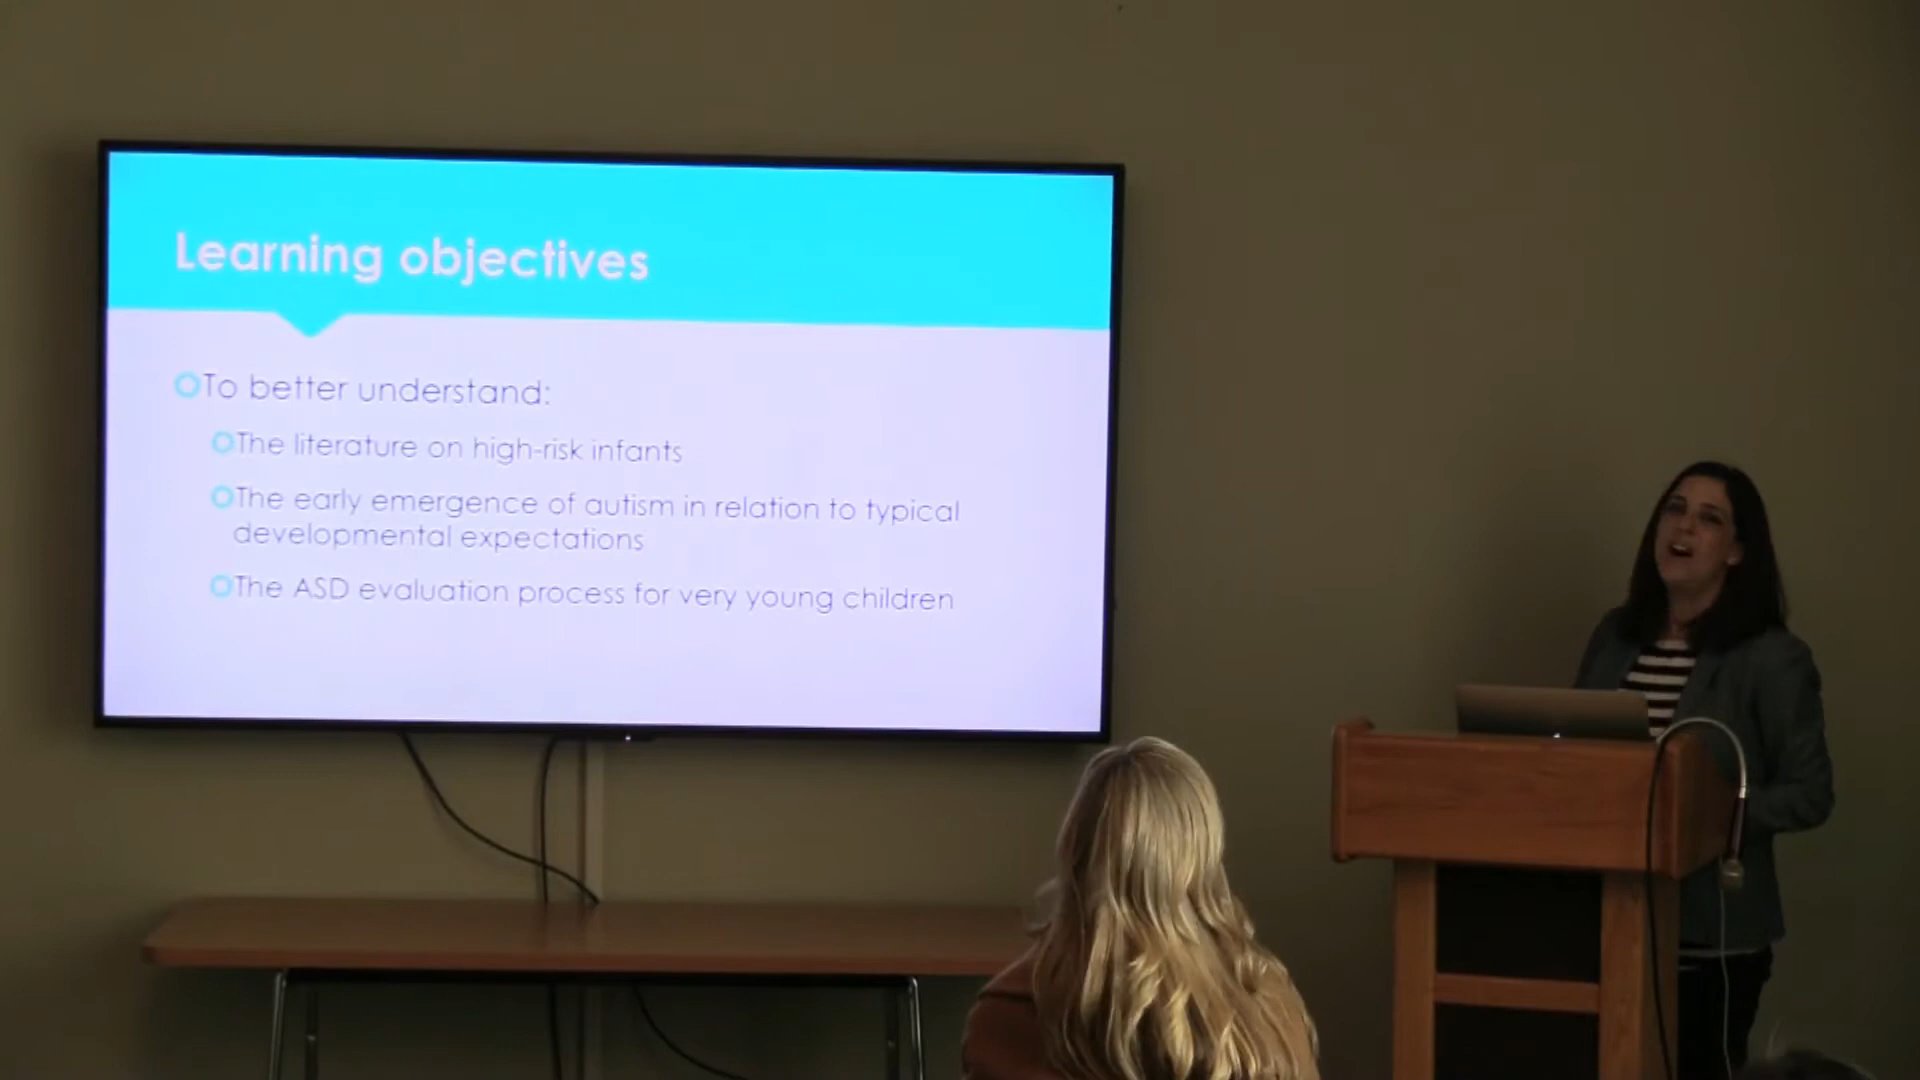 Learning objectives
To better understand:
The literature on high-risk infants
The early emergence of autism in relation to typical
developmental expectations
The ASD evaluation process for very young children